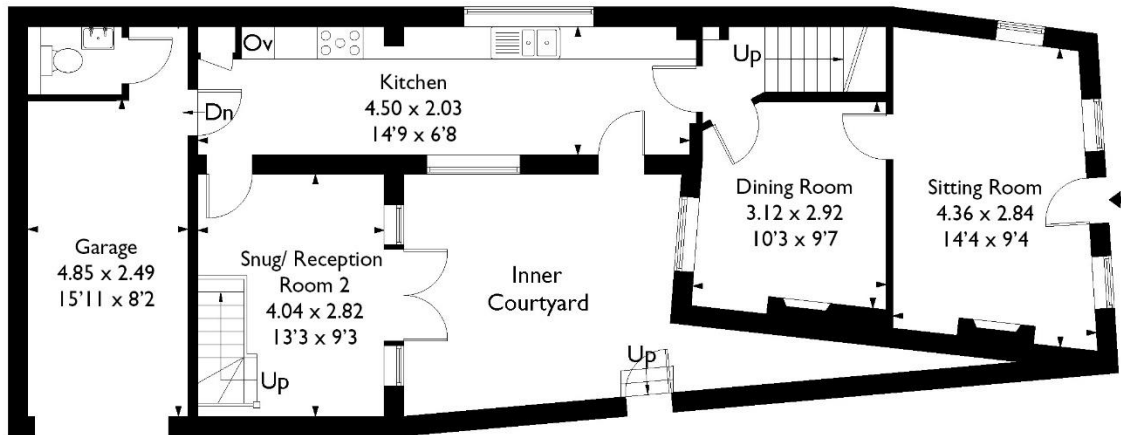 Ov
Up
Kitchen
4.50 x 2.03
14'9 x 6'8
Dn
Dining Room
3.12 x 2.92
10'3 x 9'7
Sitting Room
4.36 x 2.84
14'4 x 9'4
Garage
4.85 x 2.49
15'11 x 8'2
Snug/ Reception
Room 2
4.04 x 2.82
13'3 x 9'3
Inner
Courtyard
Up
Up